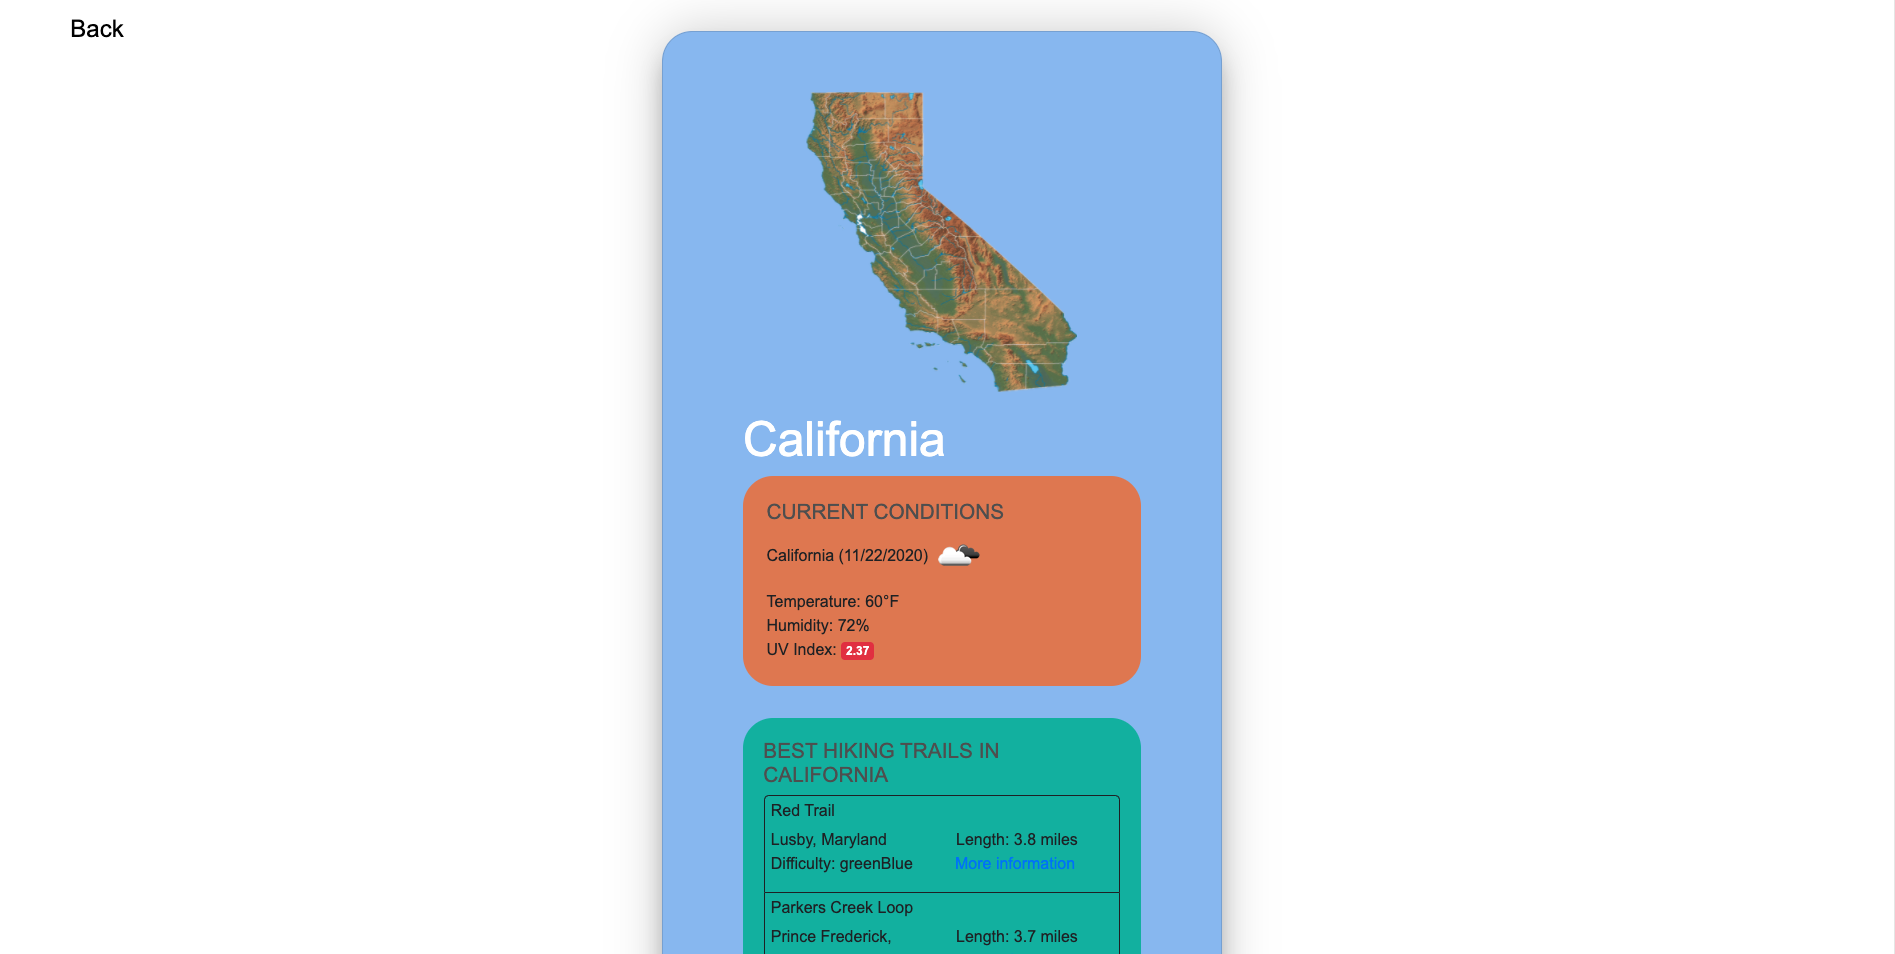 Back
California
CURRENT CONDITIONS
California (11/22/2020)
Temperature: 60°F
Humidity: 72%
UV Index: 2.37
BEST HIKING TRAILS IN
CALIFORNIA
Red Trail
Lusby, Maryland Length: 3.8 miles
Difficulty: greenBlue More information
Parkers Creek Loop
Prince Frederick, Length: 3.7 miles